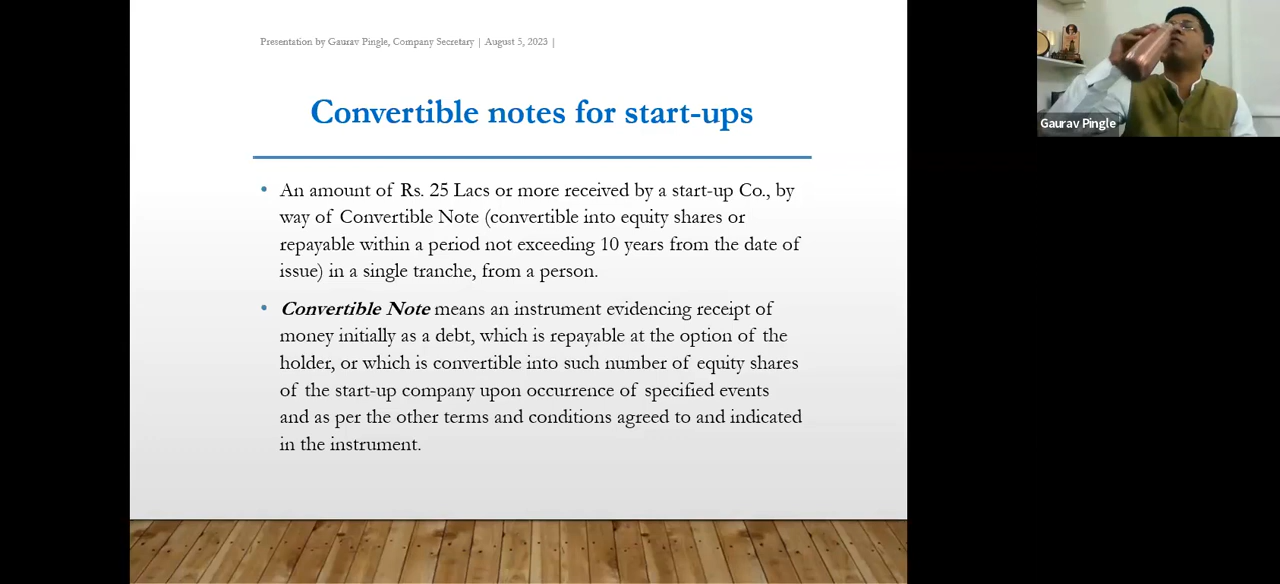 Presentation by Gaurav Pingle, Company Secretary | August 5, 2023 |
Convertible notes for start-ups
• An amount of Rs. 25 Lacs or more received by a start-up Co., by
way of Convertible Note (convertible into equity shares or
repayable within a period not exceeding 10 years from the date of
issue) in a single tranche, from a person.
• Convertible Note means an instrument evidencing receipt of
money initially as a debt, which is repayable at the option of the
holder, or which is convertible into such number of equity shares
of the start-up company upon occurrence of specified events
and as per the other terms and conditions agreed to and indicated
in the instrument.
Gaurav Pingle